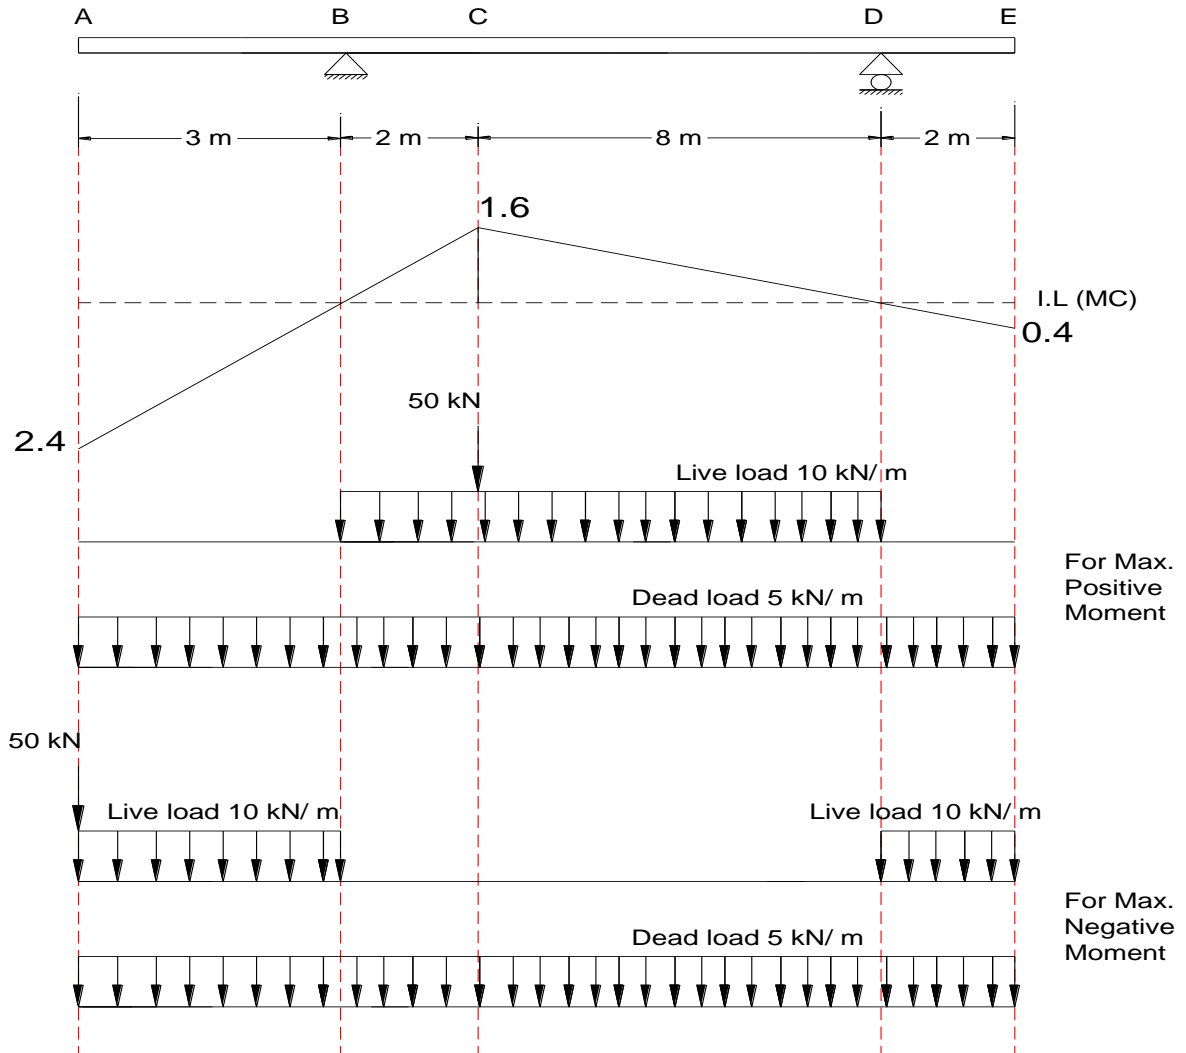 A B C D E
3 m 2 m 8 m 2 m
1.6
I.L (MC)
0.4
50 kN
2.4
Live load 10 kN/ m
For Max.
Positive
Moment
Dead load 5 kN/ m
50 kN
Live load 10 kN/ m Live load 10 kN/ m
For Max.
Negative
Moment
Dead load 5 kN/ m